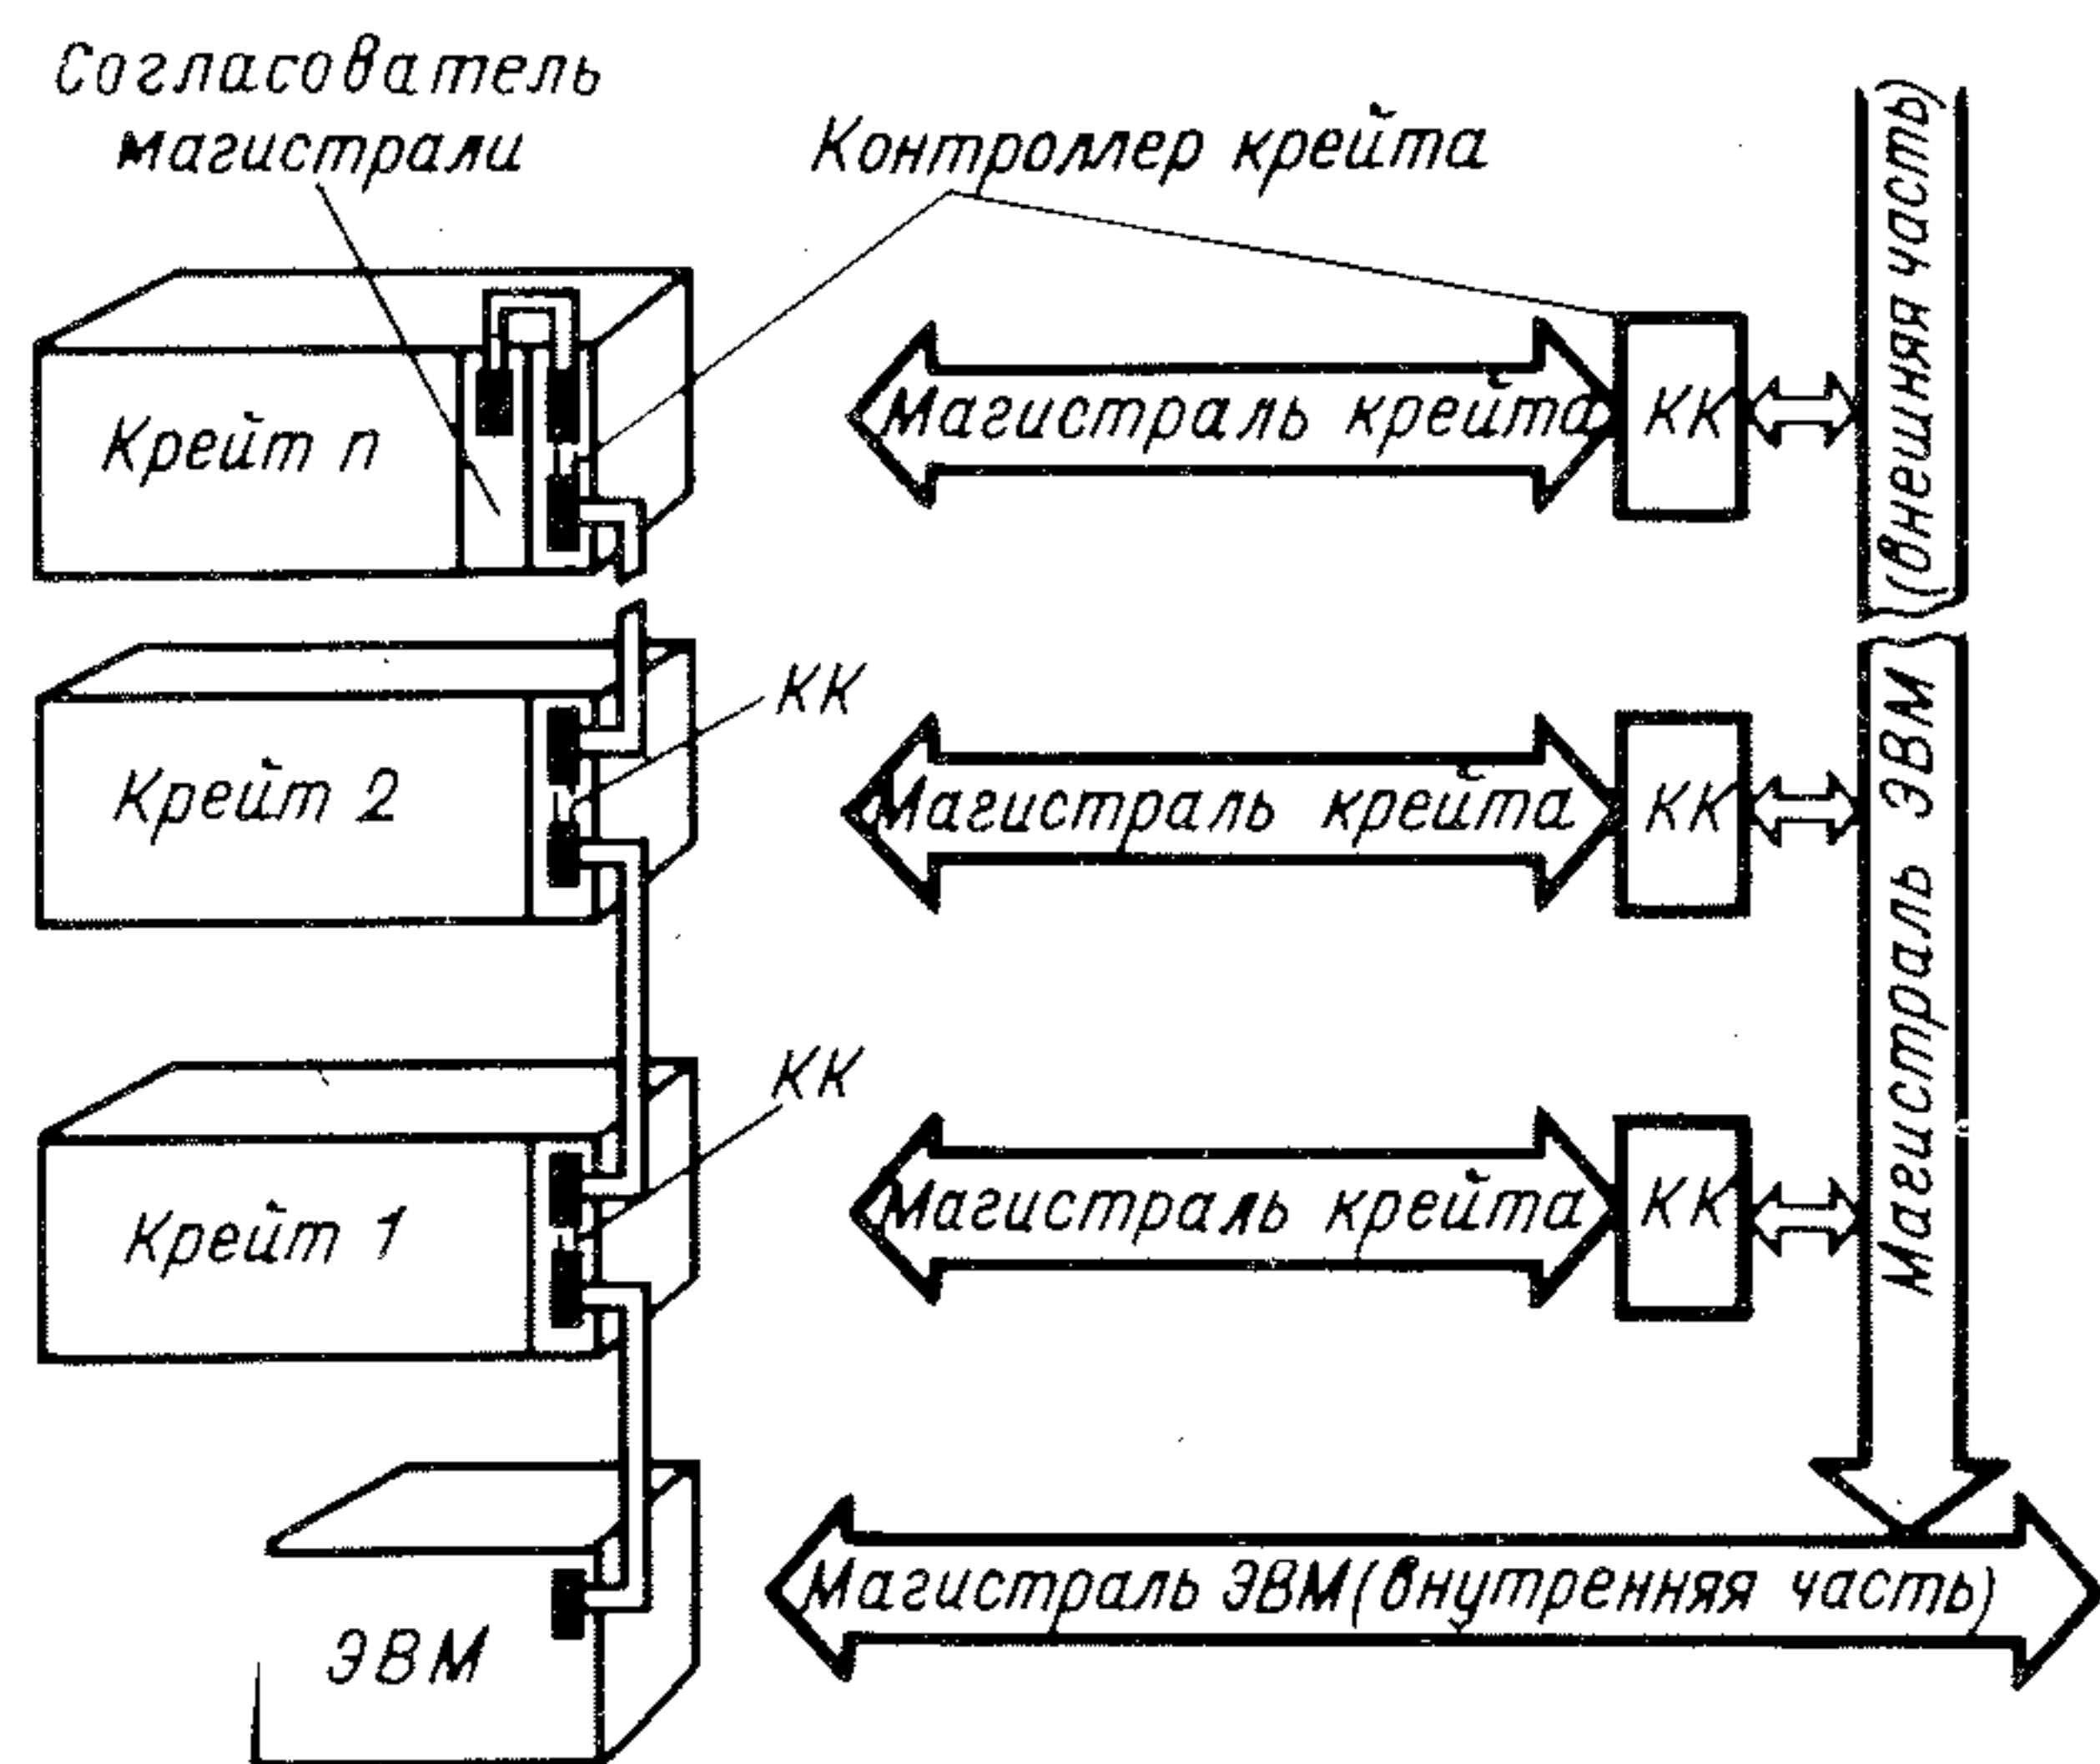 Согласователь
магистрали
Контроллер крейта
Крейт n
Магистраль крейта
КК
Крейт 2
КК
Магистраль крейта
КК
Крейт 1
КК
Магистраль крейта
КК
Магистраль ЭВМ (внешняя часть)
ЭВМ
Магистраль ЭВМ (внутренняя часть)